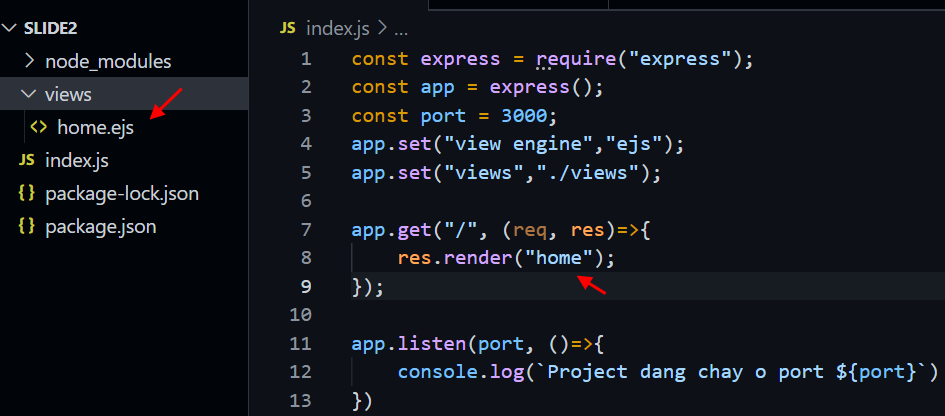 SLIDE2
node_modules
views
home.ejs
JS index.js
{} package-lock.json
{} package.json
JS index.js > ...
1 const express = require("express");
2 const app = express();
3 const port = 3000;
4 app.set("view engine","ejs");
5 app.set("views","./views");
6
7 app.get("/", (req, res)=>{
8 res.render("home");
9 });
10
11 app.listen(port, ()=>{
12 console.log(`Project dang chay o port ${port}`)
13 })